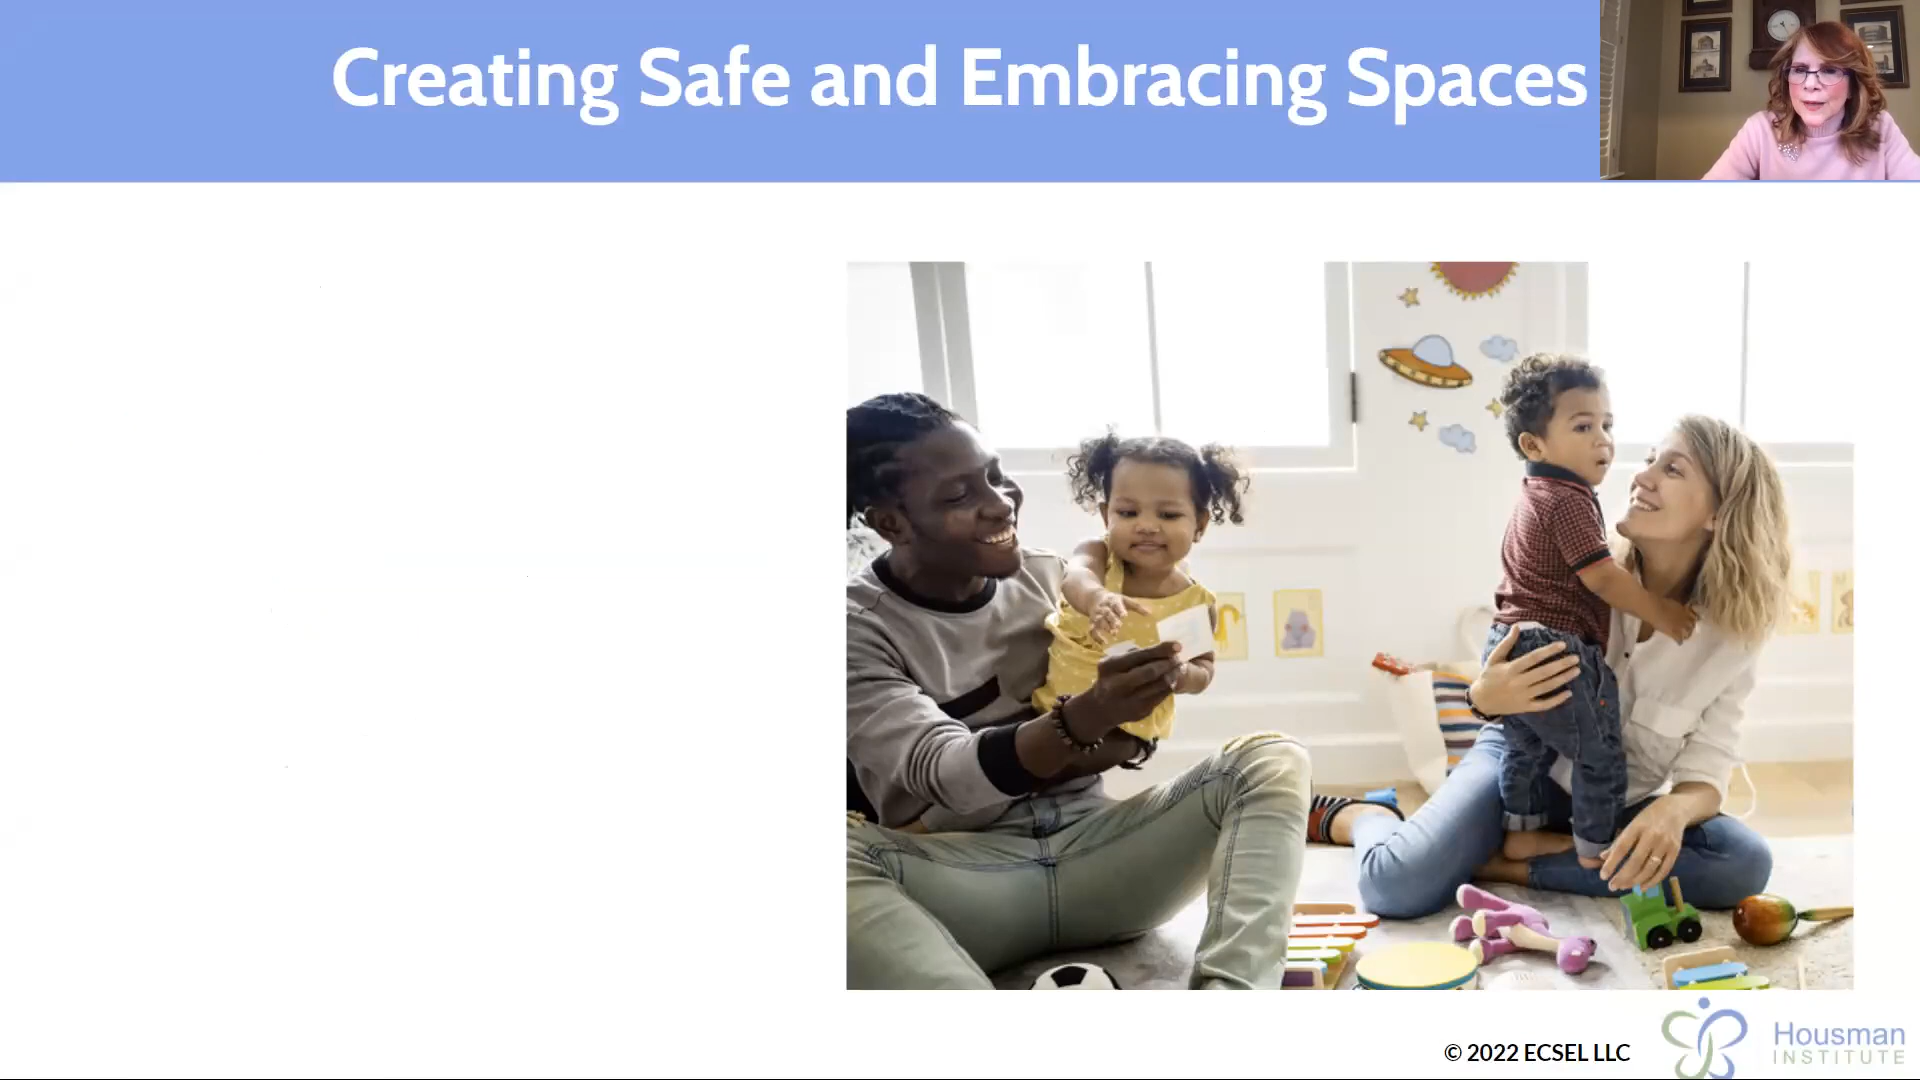 Creating Safe and Embracing Spaces
© 2022 ECSEL LLC
Housman
INSTITUTE